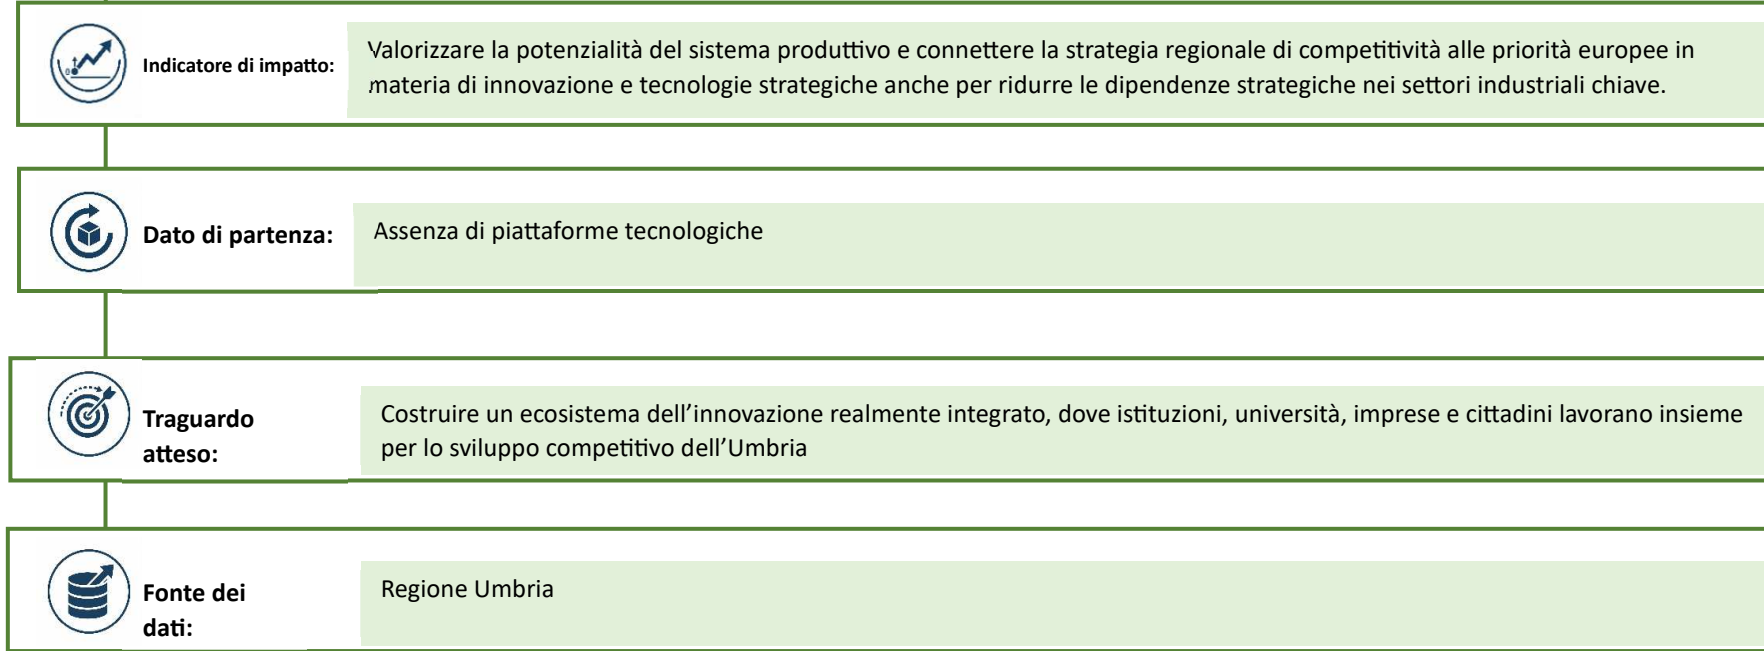 Indicatore di impatto:
Valorizzare la potenzialità del sistema produttivo e connettere la strategia regionale di competitività alle priorità europee in
materia di innovazione e tecnologie strategiche anche per ridurre le dipendenze strategiche nei settori industriali chiave.
Dato di partenza:
Assenza di piattaforme tecnologiche
Traguardo
atteso:
Costruire un ecosistema dell’innovazione realmente integrato, dove istituzioni, università, imprese e cittadini lavorano insieme
per lo sviluppo competitivo dell’Umbria
Fonte dei
dati:
Regione Umbria